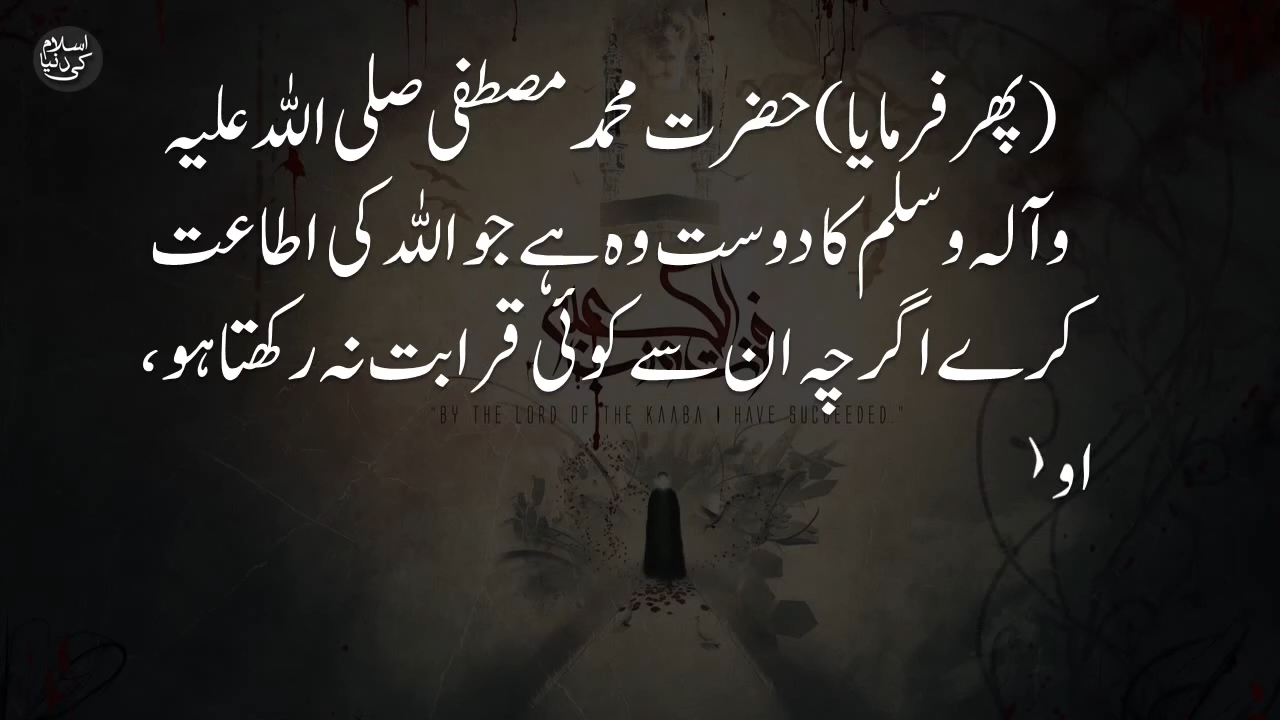 اسلام
کی دنیا
(پھر فرمایا) حضرت محمد مصطفی صلی اللہ علیہ
وآلہ وسلم کا دوست وہ ہے جو اللہ کی اطاعت
کرے اگرچہ ان سے کوئی قرابت نہ رکھتا ہو،
او
"BY THE LORD OF THE KAABA I HAVE SUCCEEDED."